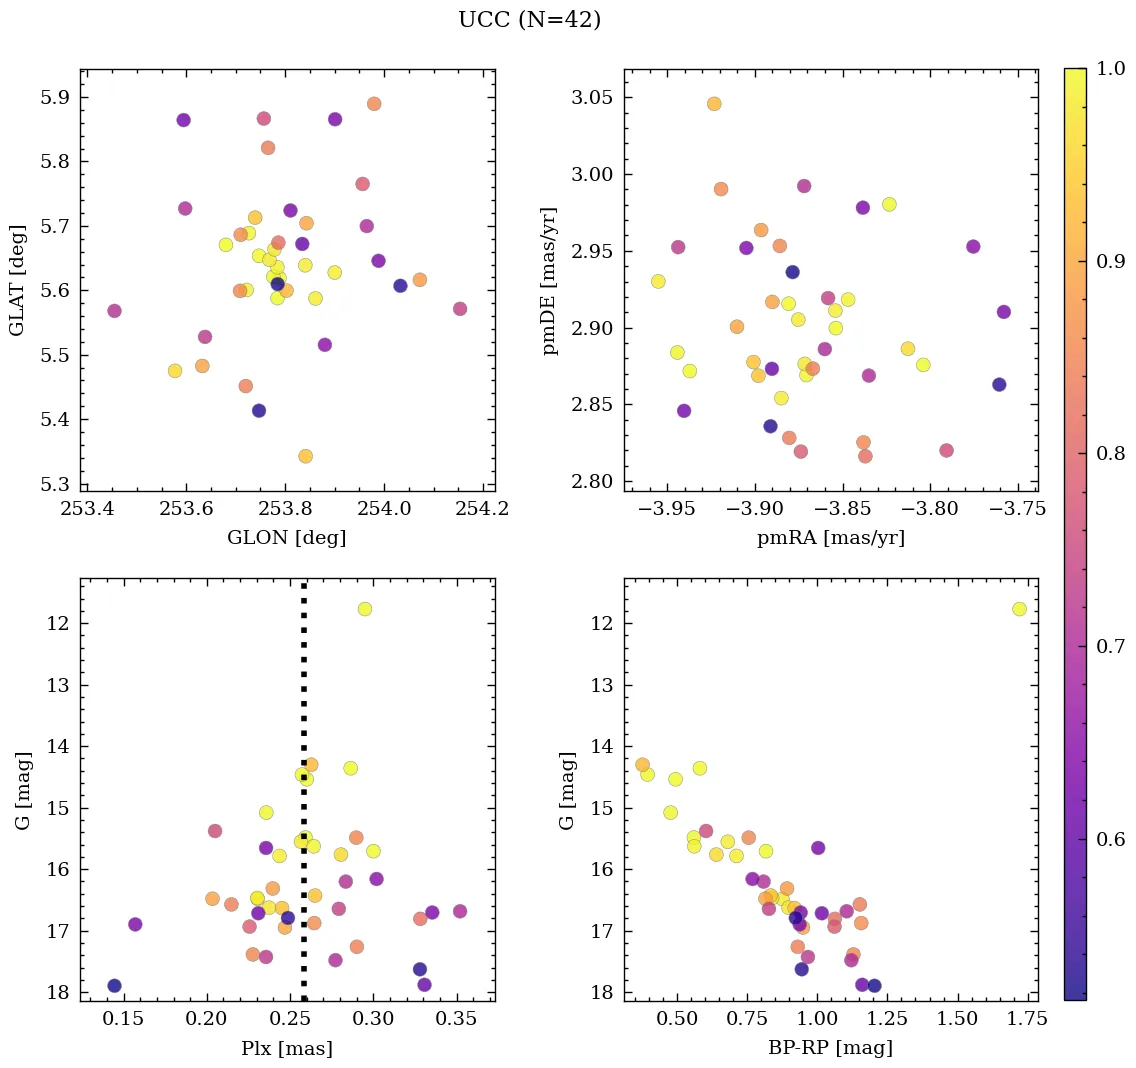 UCC (N=42)
5.9
5.8
5.7
5.6
5.5
5.4
5.3
GLAT [deg]
253.4 253.6 253.8 254.0 254.2
GLON [deg]
3.05
3.00
2.95
2.90
2.85
2.80
pmDE [mas/yr]
−3.95 −3.90 −3.85 −3.80 −3.75
pmRA [mas/yr]
1.0
0.9
0.8
0.7
0.6
12
13
14
15
16
17
18
G [mag]
0.15 0.20 0.25 0.30 0.35
Plx [mas]
12
13
14
15
16
17
18
G [mag]
0.50 0.75 1.00 1.25 1.50 1.75
BP-RP [mag]